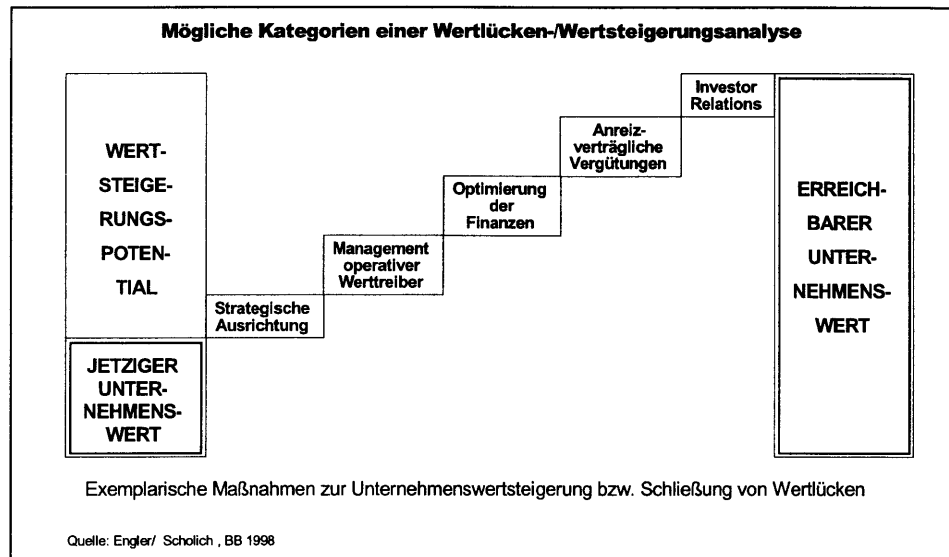 Mögliche Kategorien einer Wertlücken-/Wertsteigerungsanalyse
WERT-
STEIGE-
RUNGS-
POTEN-
TIAL
JETZIGER
UNTER-
NEHMENS-
WERT
Strategische
Ausrichtung
Management
operativer
Werttreiber
Optimierung
der
Finanzen
Anreiz-
verträgliche
Vergütungen
Investor
Relations
ERREICH-
BARER
UNTER-
NEHMENS-
WERT
Exemplarische Maßnahmen zur Unternehmenswertsteigerung bzw. Schließung von Wertlücken
Quelle: Engler/ Scholich , BB 1998